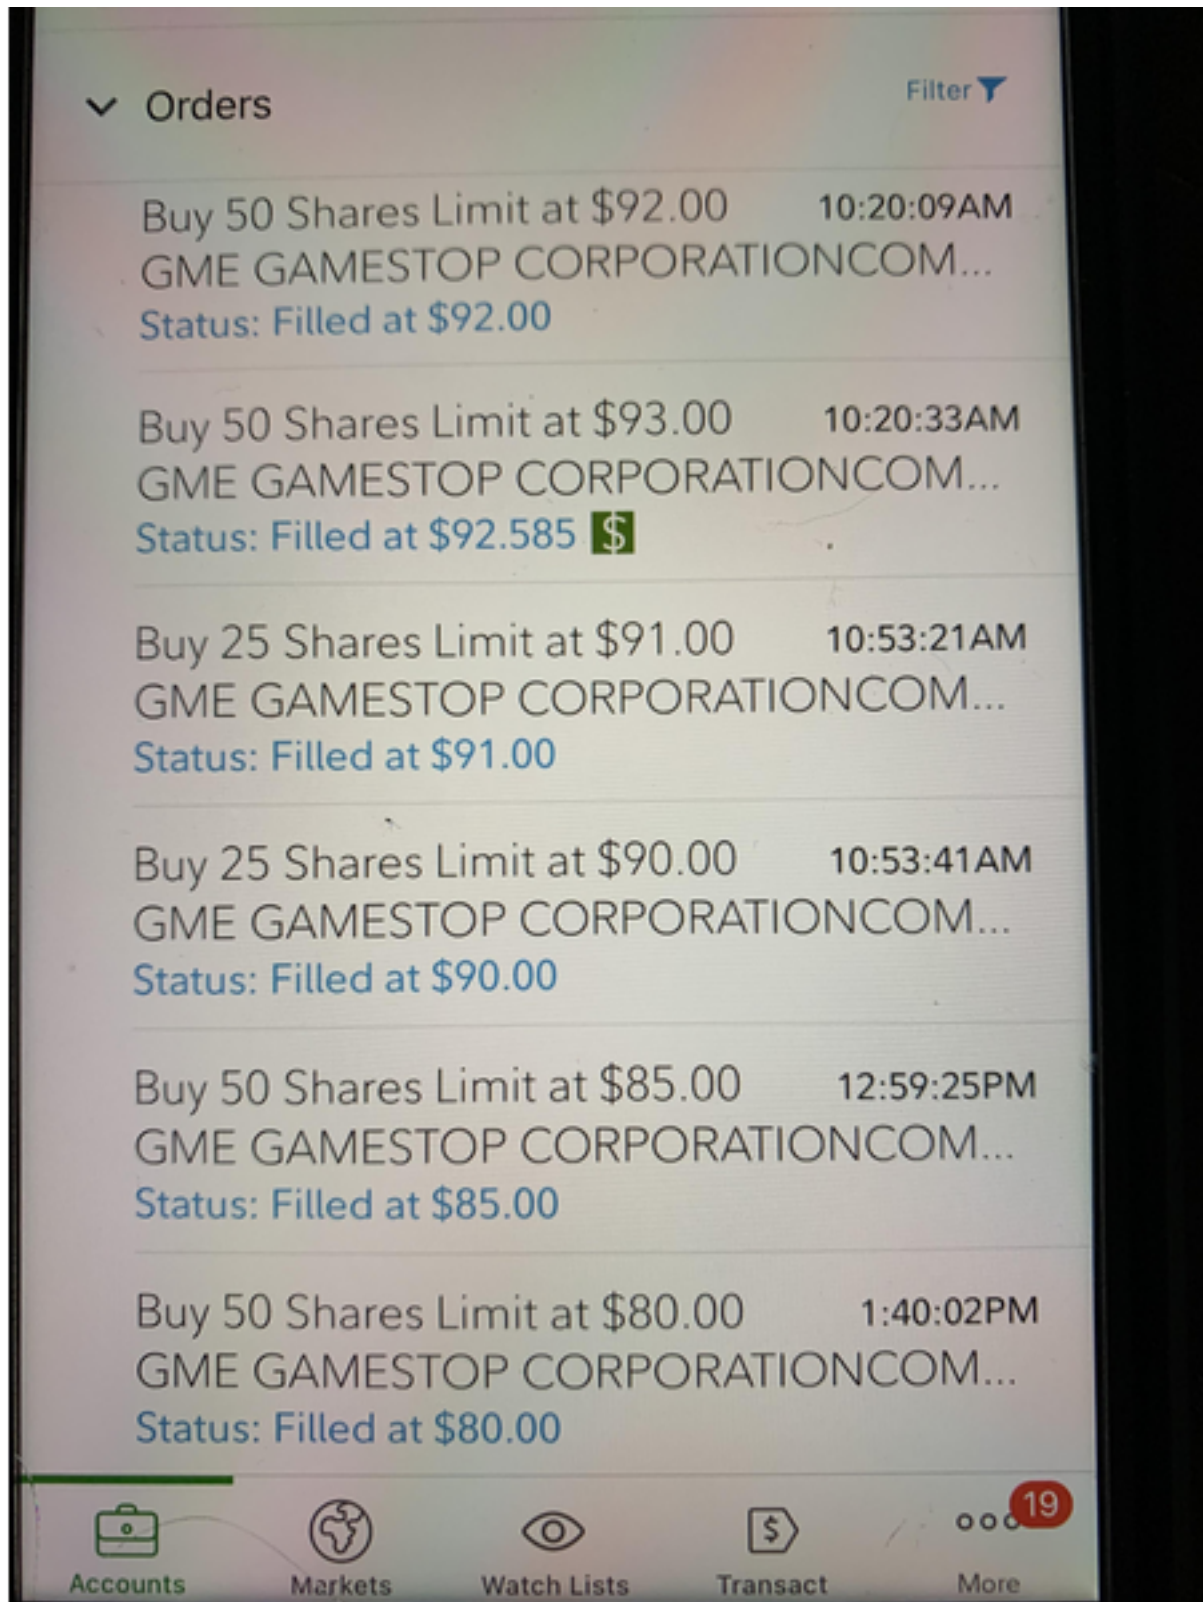 Orders
Filter
Buy 50 Shares Limit at $92.00 10:20:09AM
GME GAMESTOP CORPORATIONCOM...
Status: Filled at $92.00
Buy 50 Shares Limit at $93.00 10:20:33AM
GME GAMESTOP CORPORATIONCOM...
Status: Filled at $92.585 $
Buy 25 Shares Limit at $91.00 10:53:21AM
GME GAMESTOP CORPORATIONCOM...
Status: Filled at $91.00
Buy 25 Shares Limit at $90.00 10:53:41AM
GME GAMESTOP CORPORATIONCOM...
Status: Filled at $90.00
Buy 50 Shares Limit at $85.00 12:59:25PM
GME GAMESTOP CORPORATIONCOM...
Status: Filled at $85.00
Buy 50 Shares Limit at $80.00 1:40:02PM
GME GAMESTOP CORPORATIONCOM...
Status: Filled at $80.00
$ 19
Accounts Markets Watch Lists Transact More